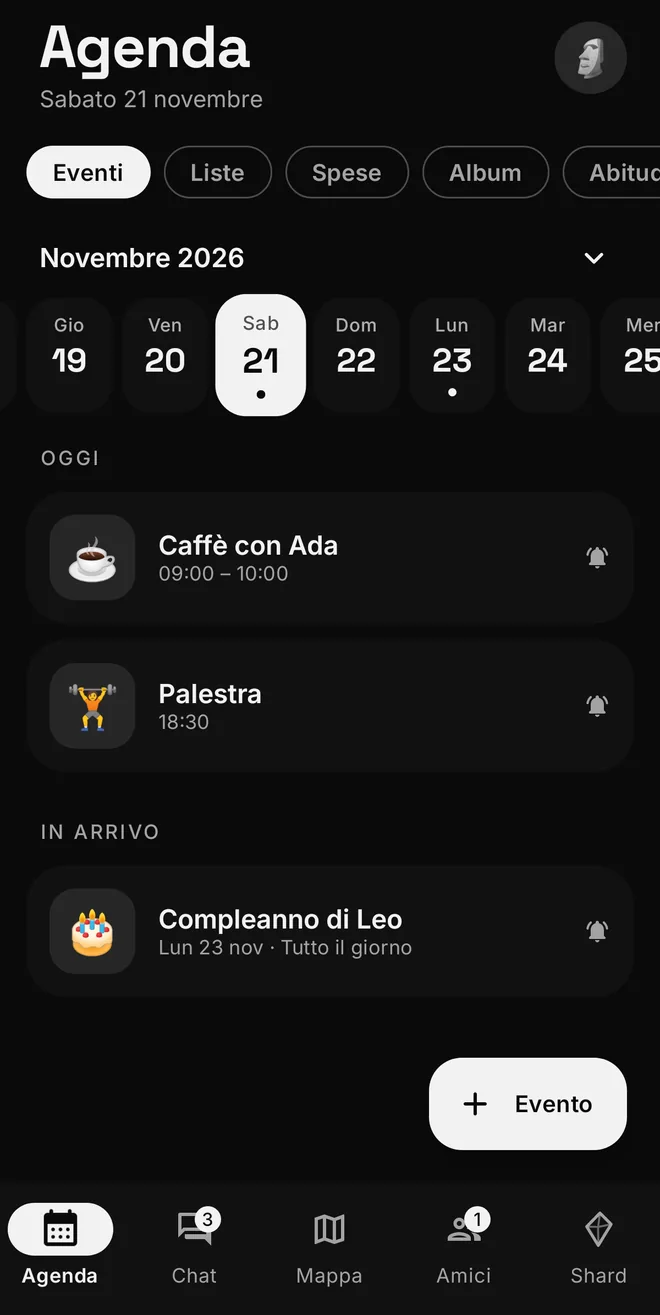 Agenda
Sabato 21 novembre
Eventi Liste Spese Album
Novembre 2026
Gio Ven Sab Dom Lun Mar Mer
19 20 21 22 23 24 25
OGGI
Caffè con Ada
09:00 – 10:00
Palestra
18:30
IN ARRIVO
Compleanno di Leo
Lun 23 nov · Tutto il giorno
+ Evento
3 1
Agenda Chat Mappa Amici Shard